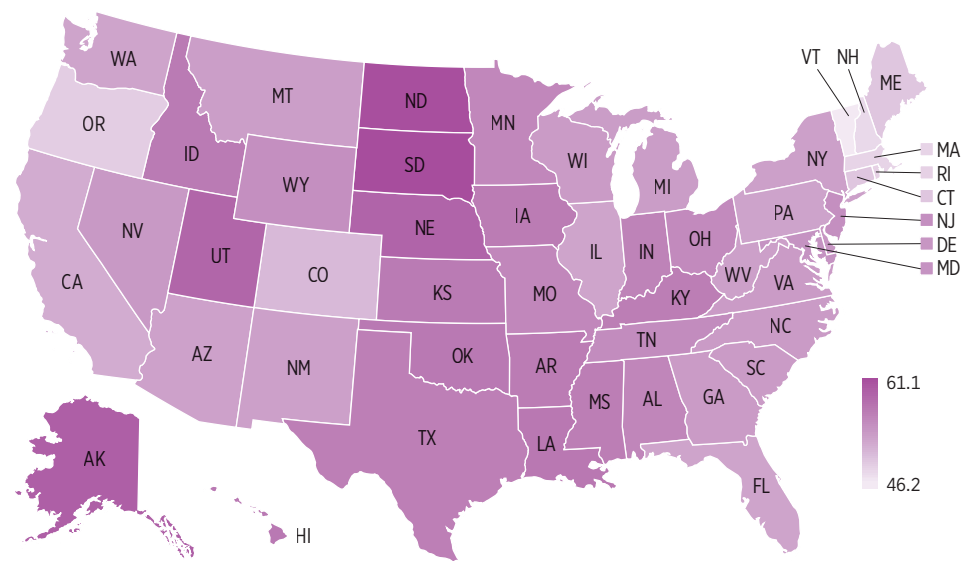 VT
NH
WA
ME
MT
ND
OR
MN
MA
ID
SD
WI
NY
RI
WY
MI
CT
IA
PA
NJ
NE
NV
UT
OH
DE
IL
IN
WV
MD
CO
CA
KS
MO
KY
VA
NC
TN
AZ
NM
OK
AR
SC
61.1
MS
AL
GA
TX
LA
AK
FL
46.2
HI